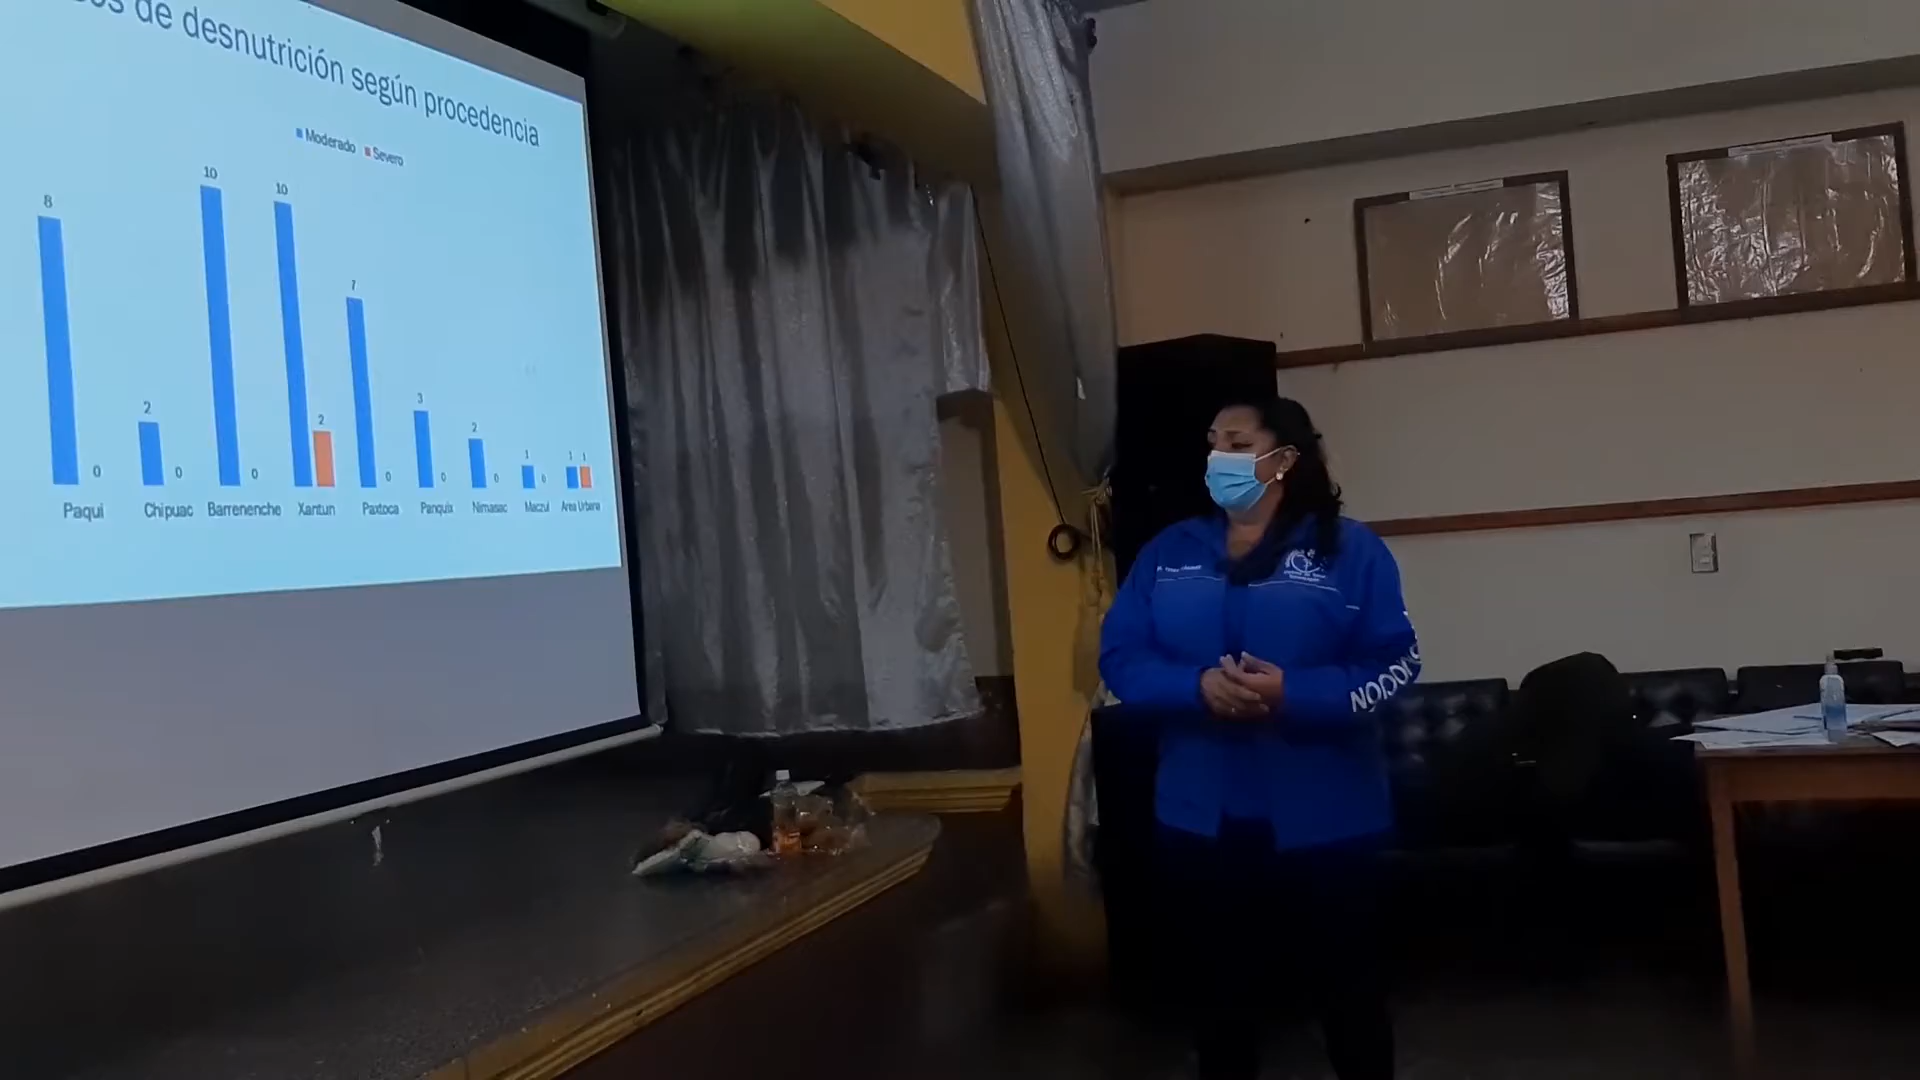 de desnutrición según procedencia
Moderado Severo
8 0 2 0 10 0 10 2 7 0 3 0 2 0 1 0 1 1
Paqui Chipuac Barrenenche Xantun Paxtoca Panquix Nimasac Maczul Area Urbana